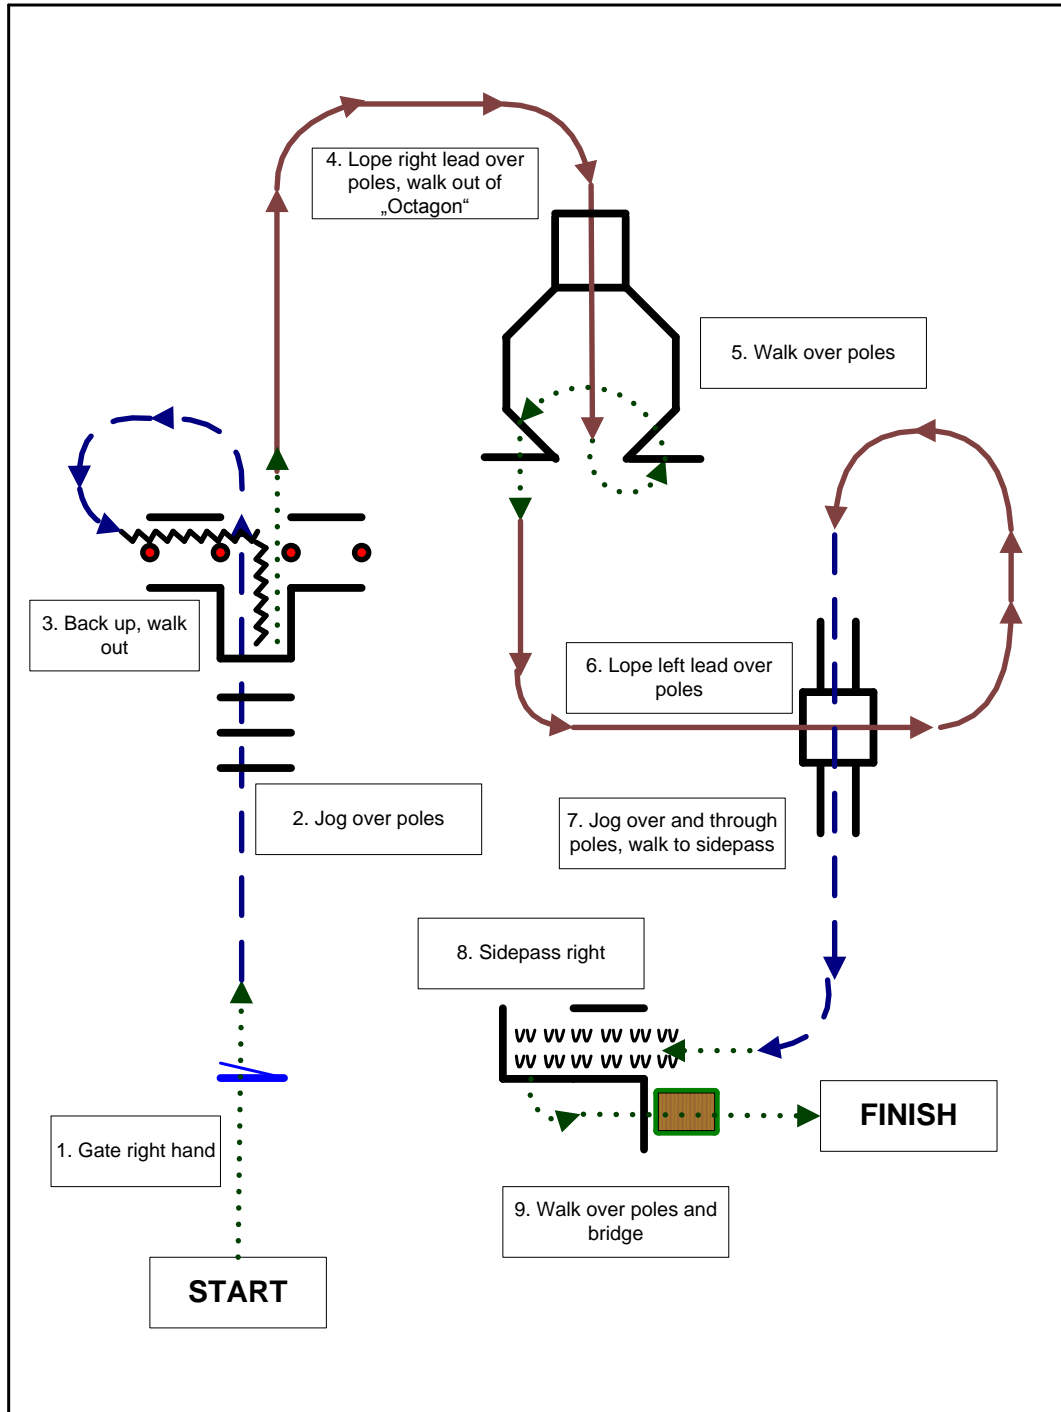 4. Lope right lead over
poles, walk out of
„Octagon“
5. Walk over poles
3. Back up, walk
out
6. Lope left lead over
poles
2. Jog over poles
7. Jog over and through
poles, walk to sidepass
8. Sidepass right
1. Gate right hand
FINISH
9. Walk over poles and
bridge
START